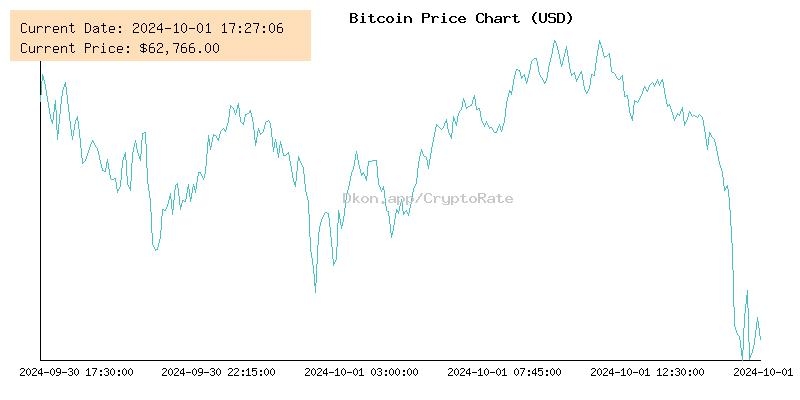 Bitcoin Price Chart (USD)
Current Date: 2024-10-01 17:27:06
Current Price: $62,766.00
Dkon.app/CryptoRate
2024-09-30 17:30:00 2024-09-30 22:15:00 2024-10-01 03:00:00 2024-10-01 07:45:00 2024-10-01 12:30:00 2024-10-01